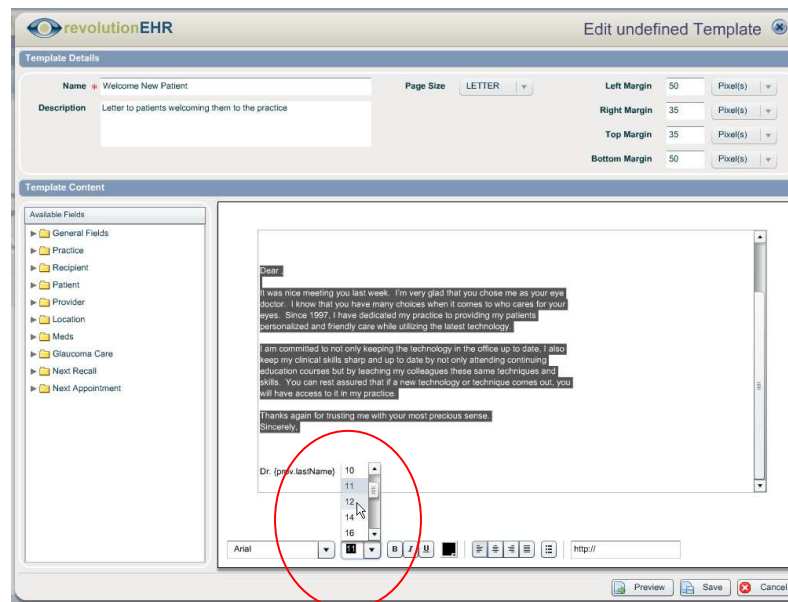 revolutionEHR
Edit undefined Template
Template Details
Name * Welcome New Patient
Page Size LETTER
Left Margin 50 Pixel(s)
Description Letter to patients welcoming them to the practice
Right Margin 35 Pixel(s)
Top Margin 35 Pixel(s)
Bottom Margin 50 Pixel(s)
Template Content
Available Fields
General Fields
Practice
Recipient
Patient
Provider
Location
Meds
Glaucoma Care
Next Recall
Next Appointment
Dear ,
It was nice meeting you last week. I'm very glad that you chose me as your eye
doctor. I know that you have many choices when it comes to who cares for your
eyes. Since 1997, I have dedicated my practice to providing my patients
personalized and friendly care while utilizing the latest technology.
I am committed to not only keeping the technology in the office up to date, I also
keep my clinical skills sharp and up to date by not only attending continuing
education courses but by teaching my colleagues these same techniques and
skills. You can rest assured that if a new technology or technique comes out, you
will have access to it in my practice.
Thanks again for trusting me with your most precious sense.
Sincerely,
Dr. {prov.lastName}
10
11
12
14
16
Arial 11 B I U http://
Preview Save Cancel